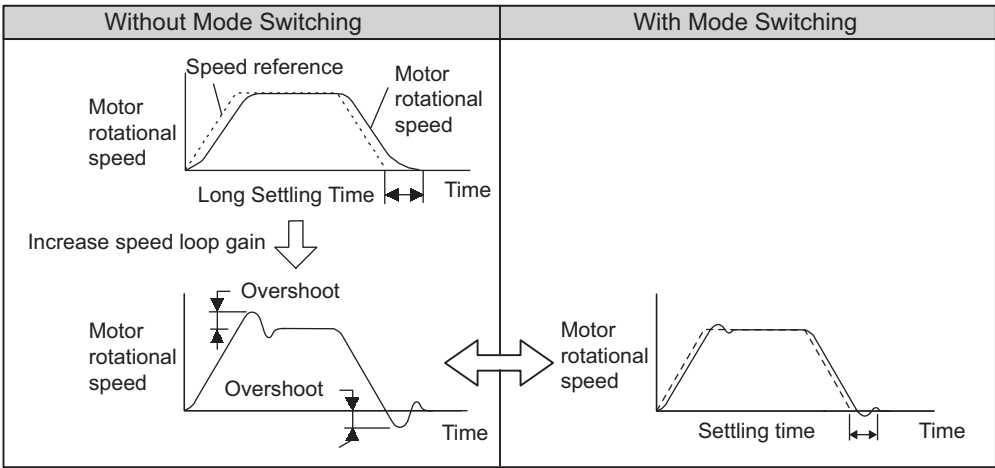 Without Mode Switching
With Mode Switching
Speed reference
Motor
rotational
speed
Motor
rotational
speed
Long Settling Time
Time
Increase speed loop gain
Overshoot
Motor
rotational
speed
Overshoot
Time
Motor
rotational
speed
Settling time
Time